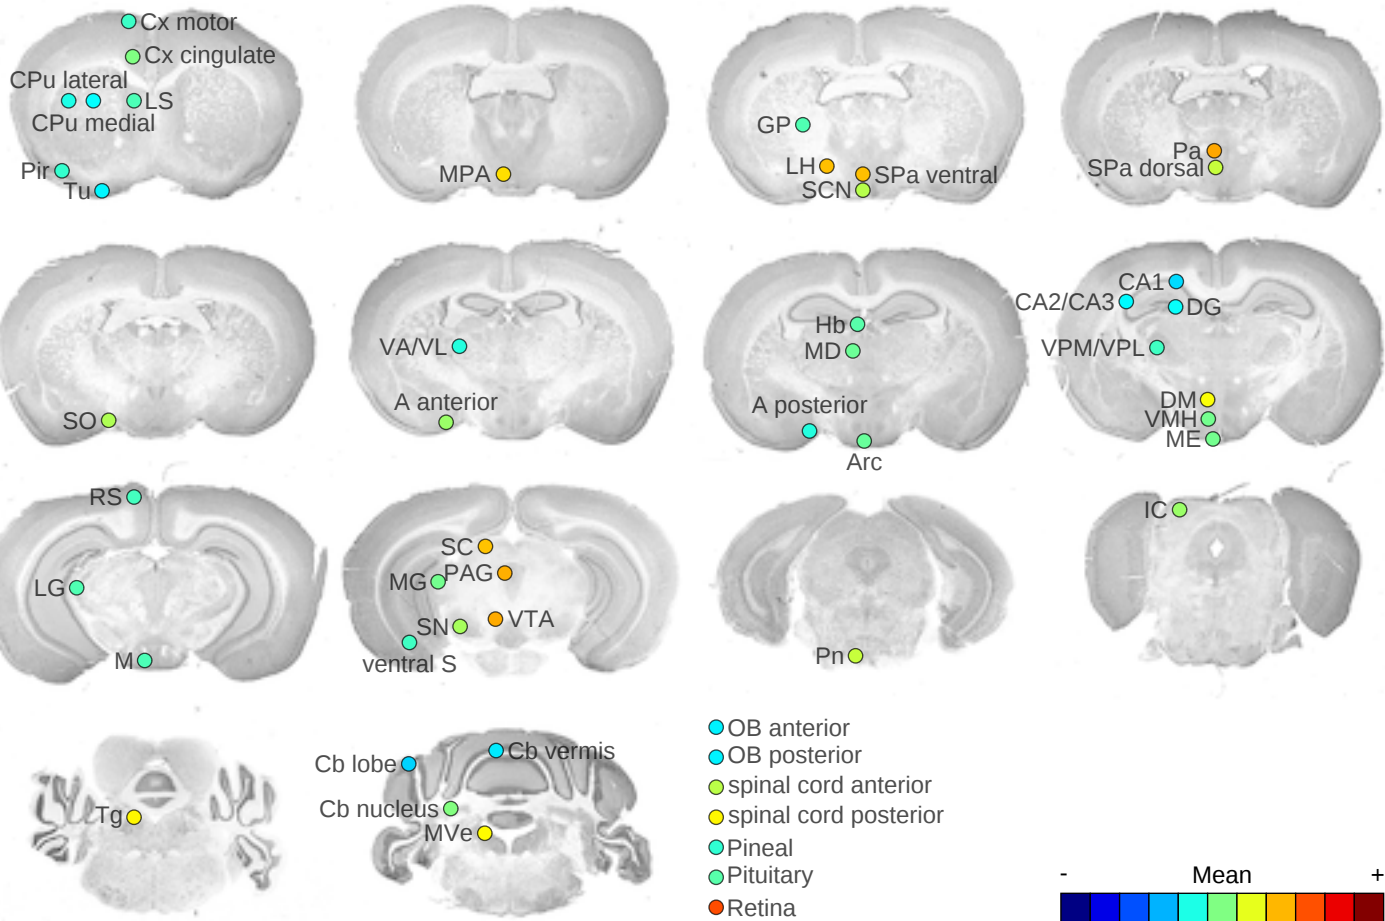 Cx motor
Cx cingulate
CPu lateral
LS
CPu medial
Pir
Tu
MPA
GP
LH
SPa ventral
SCN
Pa
SPa dorsal
SO
VA/VL
A anterior
Hb
MD
A posterior
Arc
CA1
CA2/CA3
DG
VPM/VPL
DM
VMH
ME
RS
LG
M
SC
PAG
MG
VTA
SN
ventral S
Pn
IC
Tg
Cb lobe
Cb vermis
Cb nucleus
MVe
OB anterior
OB posterior
spinal cord anterior
spinal cord posterior
Pineal
Pituitary
Retina
- Mean +